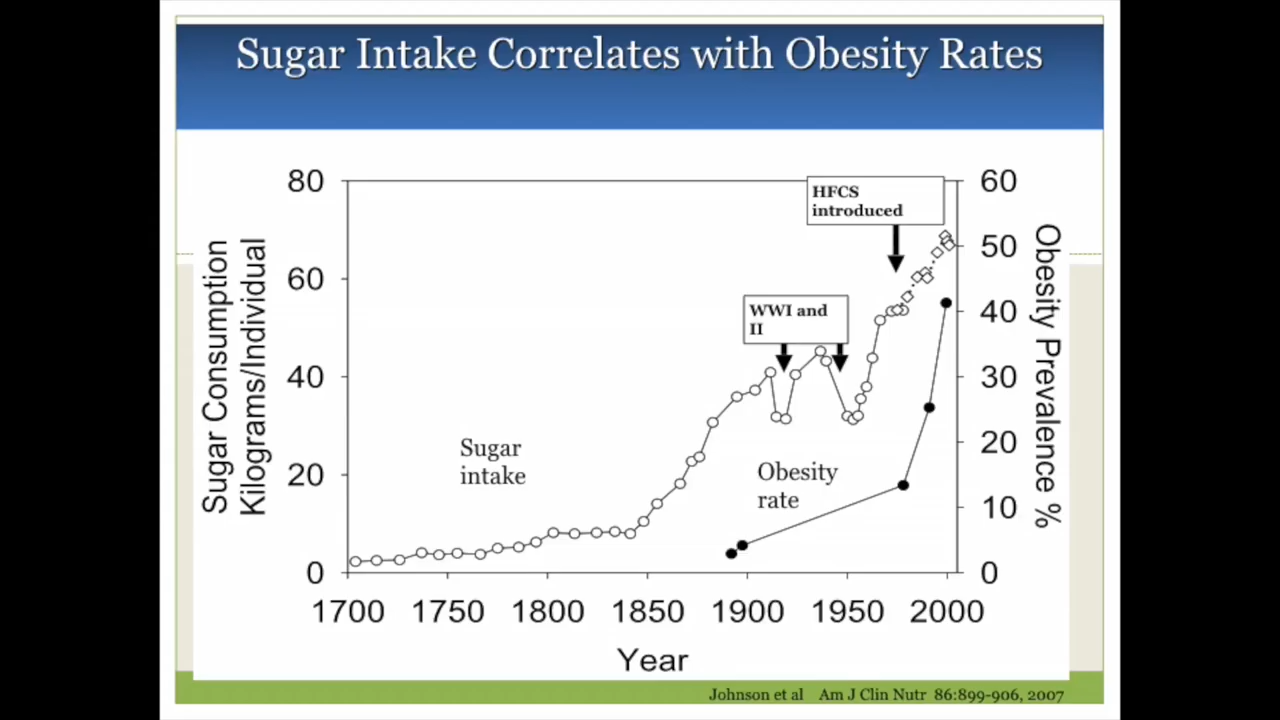 Sugar Intake Correlates with Obesity Rates
80
60
40
20
0
Sugar Consumption
Kilograms/Individual
Sugar
intake
WWI and
II
HFCS
introduced
Obesity
rate
60
50
40
30
20
10
0
Obesity Prevalence %
1700 1750 1800 1850 1900 1950 2000
Year
Johnson et al Am J Clin Nutr 86:899-906, 2007